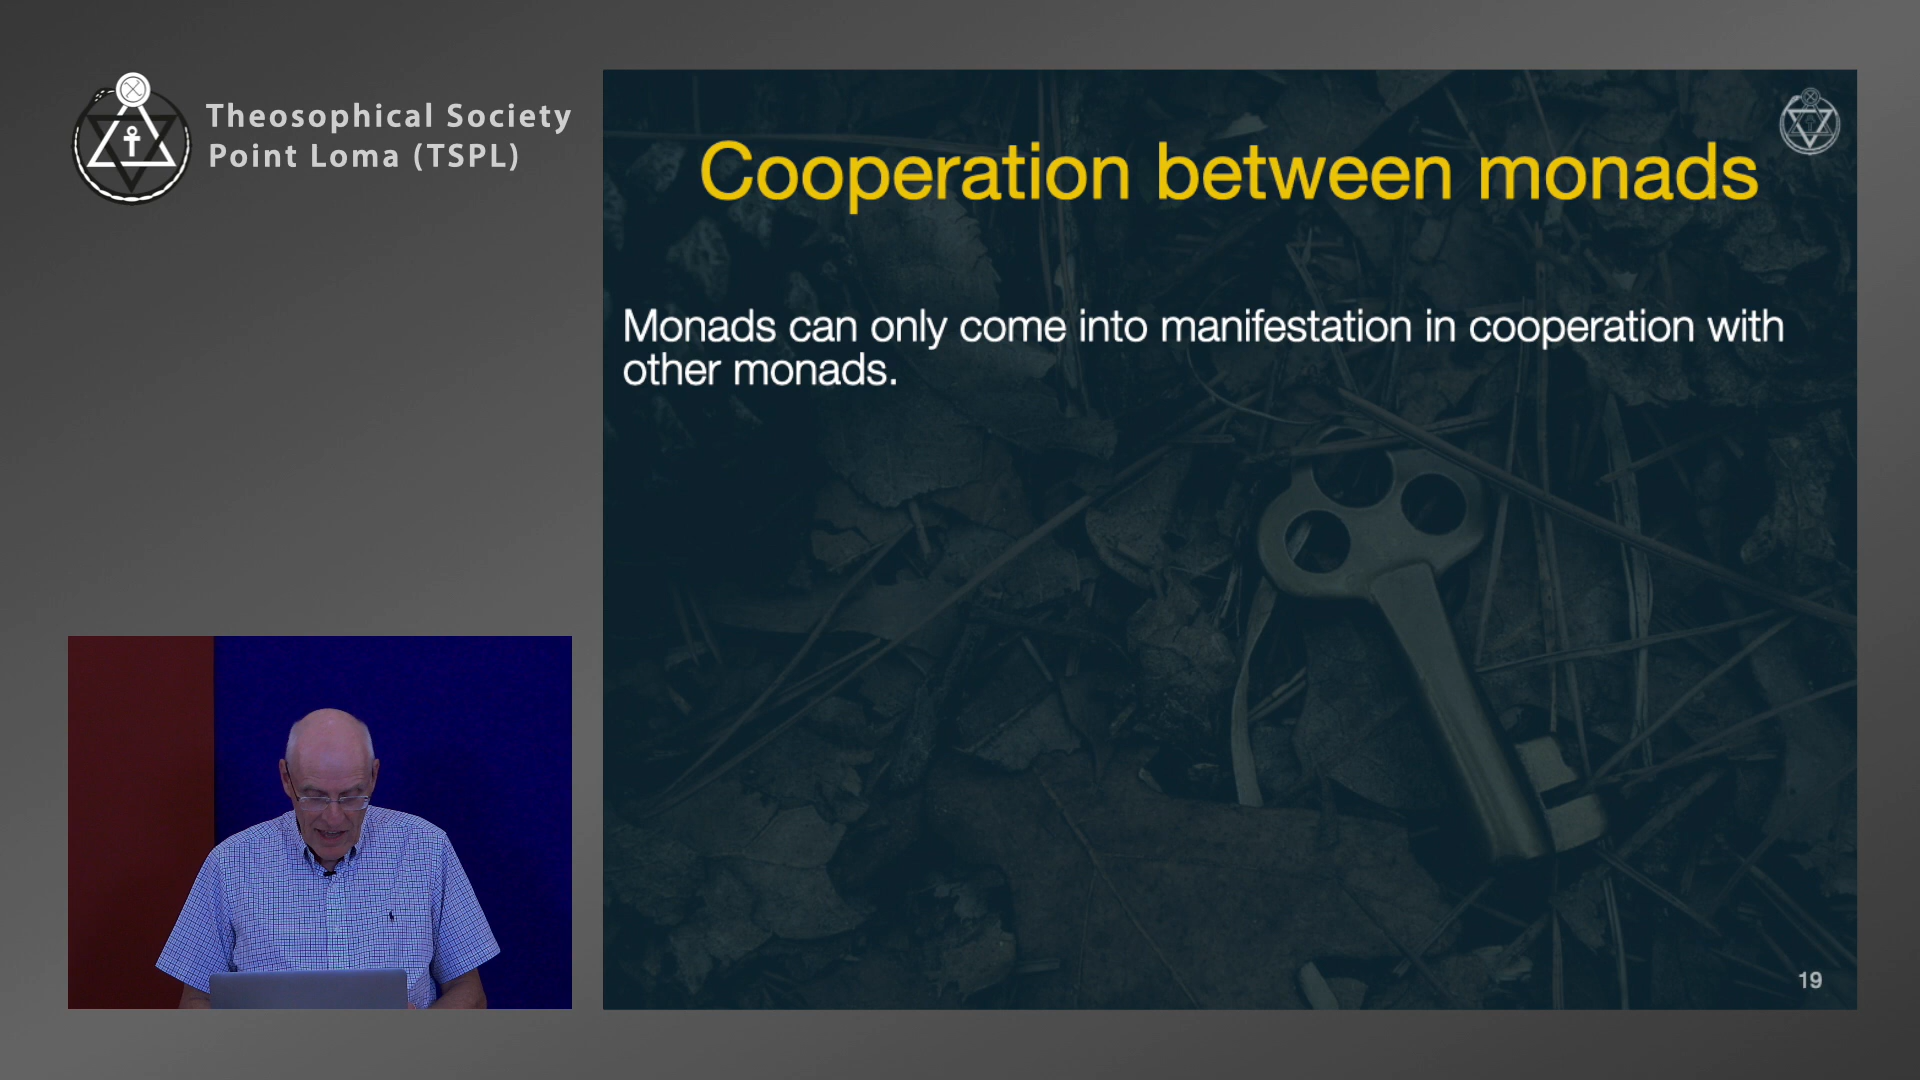 Theosophical Society
Point Loma (TSPL)
Cooperation between monads
Monads can only come into manifestation in cooperation with
other monads.
19